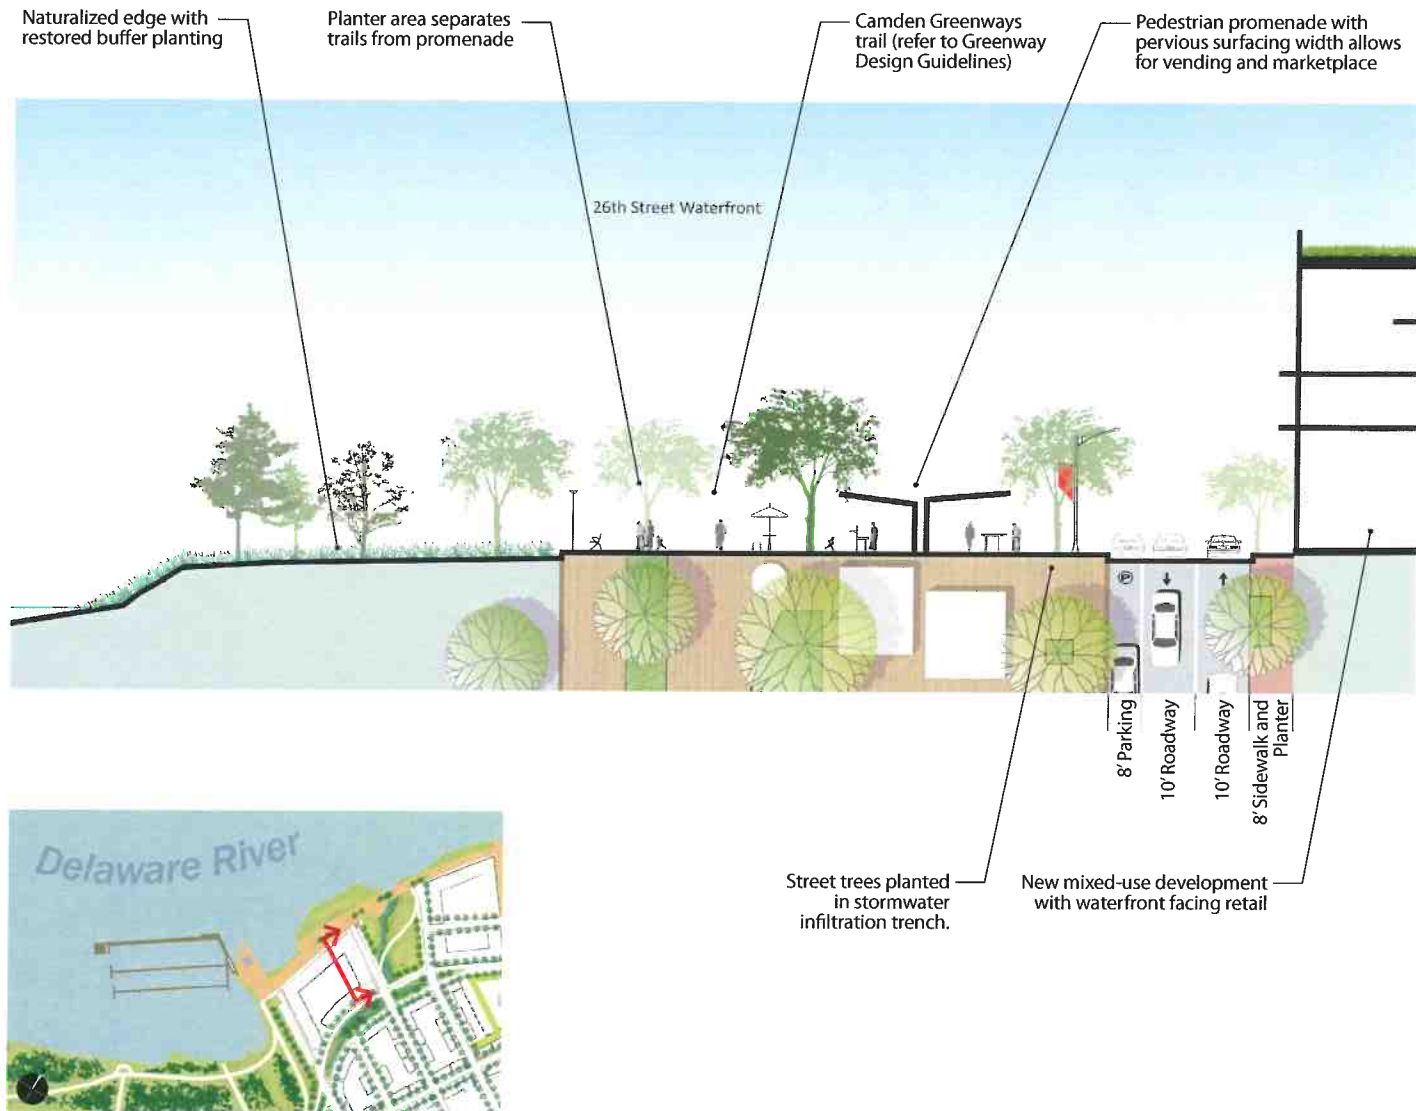 Naturalized edge with
restored buffer planting
Planter area separates
trails from promenade
Camden Greenways
trail (refer to Greenway
Design Guidelines)
Pedestrian promenade with
pervious surfacing width allows
for vending and marketplace
26th Street Waterfront
P
8' Parking
10' Roadway
10' Roadway
8' Sidewalk and
Planter
Street trees planted
in stormwater
infiltration trench.
New mixed-use development
with waterfront facing retail
Delaware River